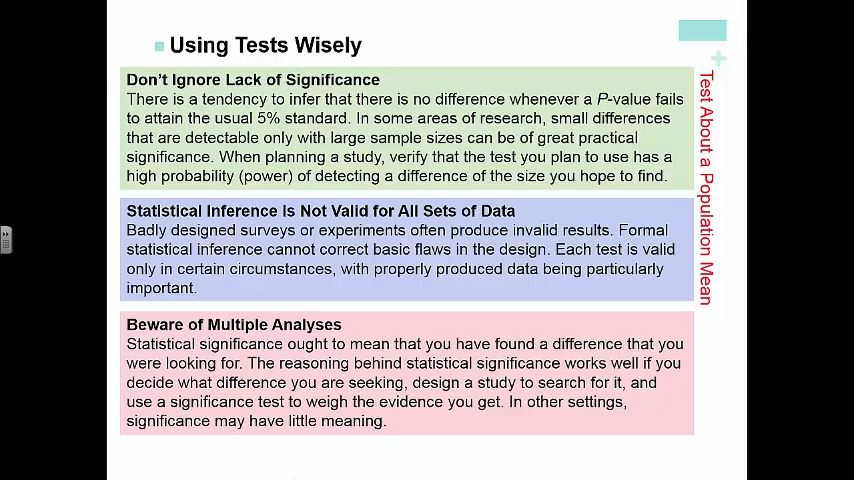 Using Tests Wisely
Don't Ignore Lack of Significance
There is a tendency to infer that there is no difference whenever a P-value fails
to attain the usual 5% standard. In some areas of research, small differences
that are detectable only with large sample sizes can be of great practical
significance. When planning a study, verify that the test you plan to use has a
high probability (power) of detecting a difference of the size you hope to find.
Statistical Inference Is Not Valid for All Sets of Data
Badly designed surveys or experiments often produce invalid results. Formal
statistical inference cannot correct basic flaws in the design. Each test is valid
only in certain circumstances, with properly produced data being particularly
important.
Beware of Multiple Analyses
Statistical significance ought to mean that you have found a difference that you
were looking for. The reasoning behind statistical significance works well if you
decide what difference you are seeking, design a study to search for it, and
use a significance test to weigh the evidence you get. In other settings,
significance may have little meaning.
+
Test About a Population Mean